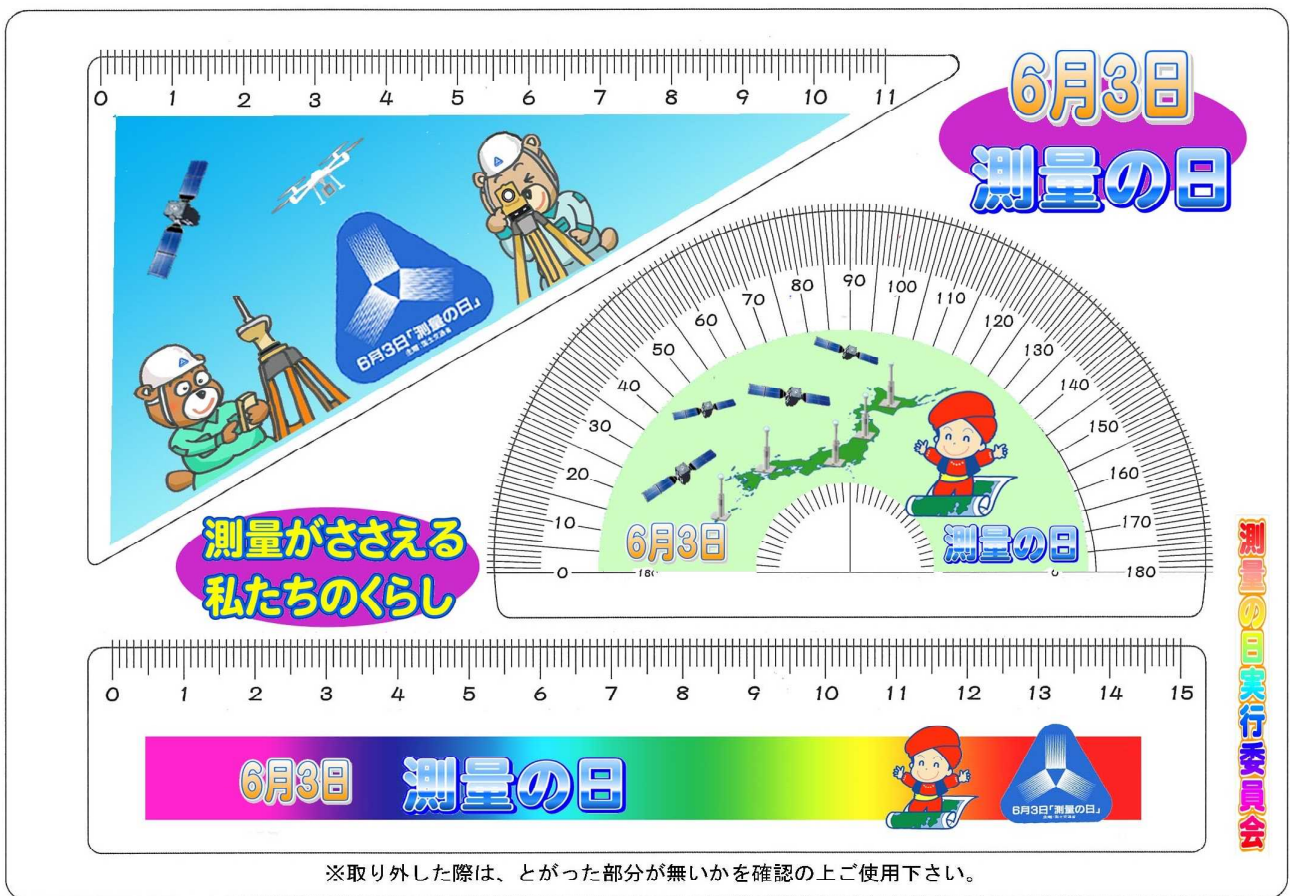 0 1 2 3 4 5 6 7 8 9 10 11
6月3日
測量の日
6月3日「測量の日」
主唱・国土交通省
0 10 20 30 40 50 60 70 80 90 100 110 120 130 140 150 160 170 180
6月3日
測量の日
測量がささえる
私たちのくらし
0 1 2 3 4 5 6 7 8 9 10 11 12 13 14 15
6月3日 測量の日
6月3日「測量の日」
測量の日実行委員会
※取り外した際は、とがった部分が無いかを確認の上ご使用下さい。